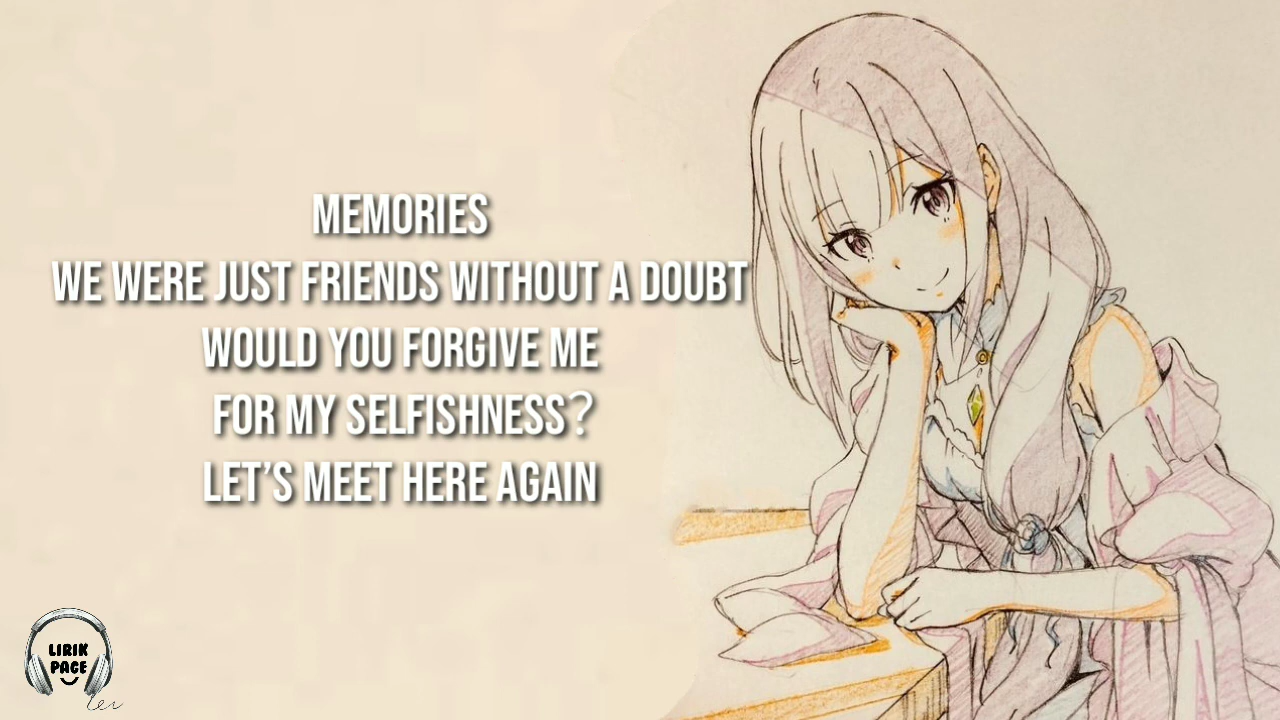 MEMORIES
WE WERE JUST FRIENDS WITHOUT A DOUBT
WOULD YOU FORGIVE ME
FOR MY SELFISHNESS?
LET'S MEET HERE AGAIN
LIRIK
PAGE